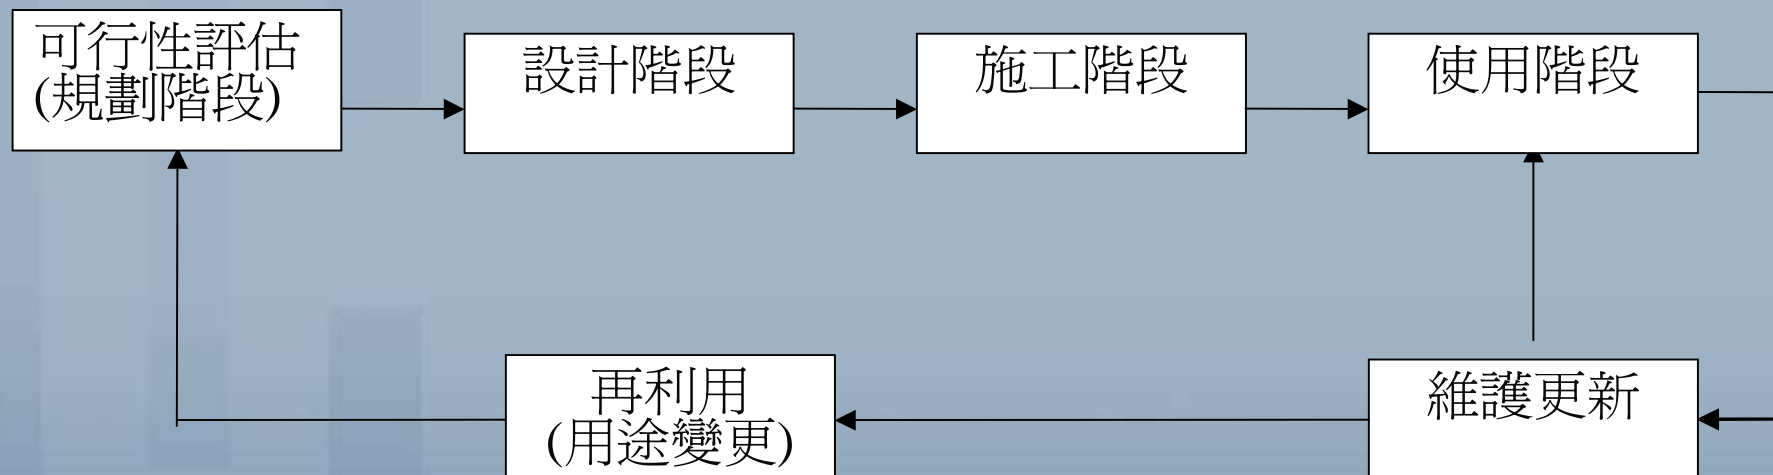 可行性評估
(規劃階段)
設計階段
施工階段
使用階段
再利用
(用途變更)
維護更新